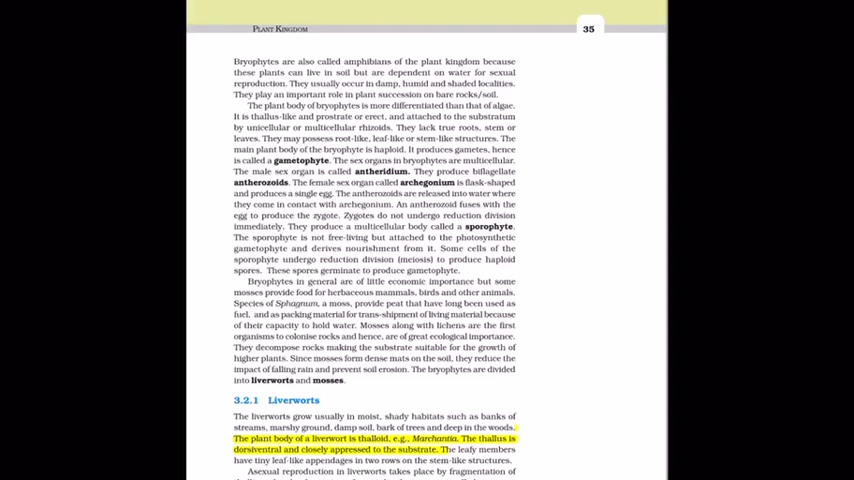 PLANT KINGDOM 35
Bryophytes are also called amphibians of the plant kingdom because
these plants can live in soil but are dependent on water for sexual
reproduction. They usually occur in damp, humid and shaded localities.
They play an important role in plant succession on bare rocks/soil.
The plant body of bryophytes is more differentiated than that of algae.
It is thallus-like and prostrate or erect, and attached to the substratum
by unicellular or multicellular rhizoids. They lack true roots, stem or
leaves. They may possess root-like, leaf-like or stem-like structures. The
main plant body of the bryophyte is haploid. It produces gametes, hence
is called a gametophyte. The sex organs in bryophytes are multicellular.
The male sex organ is called antheridium. They produce biflagellate
antherozoids. The female sex organ called archegonium is flask-shaped
and produces a single egg. The antherozoids are released into water where
they come in contact with archegonium. An antherozoid fuses with the
egg to produce the zygote. Zygotes do not undergo reduction division
immediately. They produce a multicellular body called a sporophyte.
The sporophyte is not free-living but attached to the photosynthetic
gametophyte and derives nourishment from it. Some cells of the
sporophyte undergo reduction division (meiosis) to produce haploid
spores. These spores germinate to produce gametophyte.
Bryophytes in general are of little economic importance but some
mosses provide food for herbaceous mammals, birds and other animals.
Species of Sphagnum, a moss, provide peat that have long been used as
fuel, and as packing material for trans-shipment of living material because
of their capacity to hold water. Mosses along with lichens are the first
organisms to colonise rocks and hence, are of great ecological importance.
They decompose rocks making the substrate suitable for the growth of
higher plants. Since mosses form dense mats on the soil, they reduce the
impact of falling rain and prevent soil erosion. The bryophytes are divided
into liverworts and mosses.
3.2.1 Liverworts
The liverworts grow usually in moist, shady habitats such as banks of
streams, marshy ground, damp soil, bark of trees and deep in the woods.
The plant body of a liverwort is thalloid, e.g., Marchantia. The thallus is
dorsiventral and closely appressed to the substrate. The leafy members
have tiny leaf-like appendages in two rows on the stem-like structures.
Asexual reproduction in liverworts takes place by fragmentation of